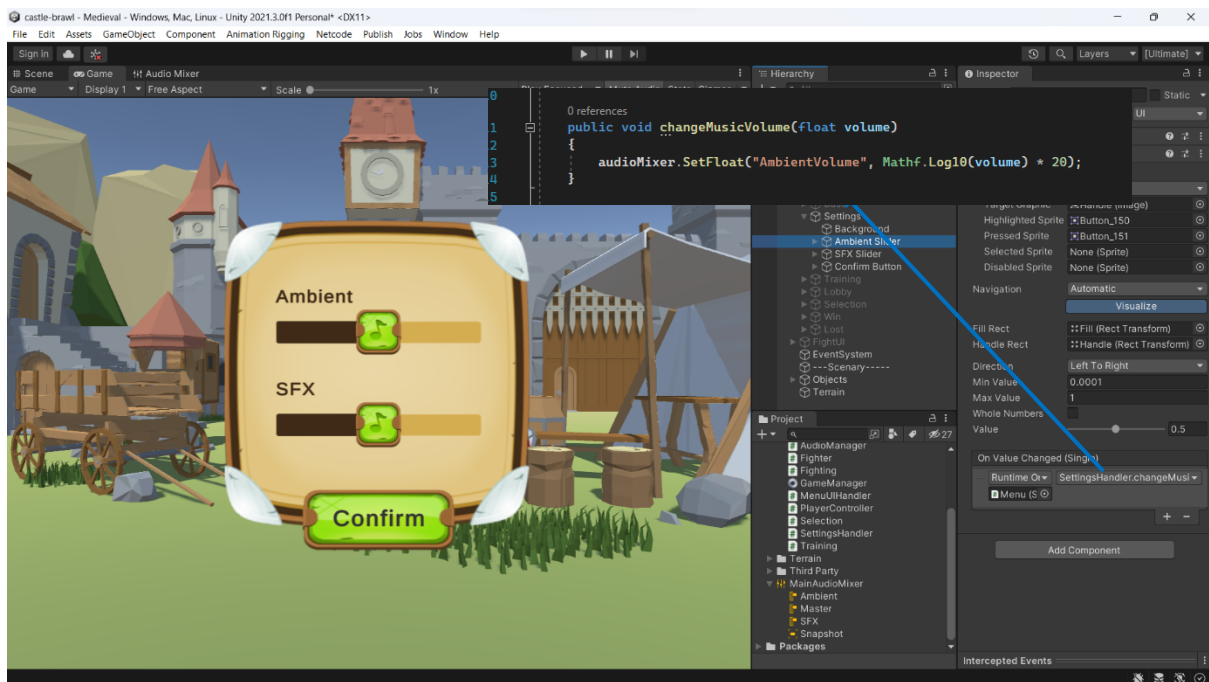 castle-brawl - Medieval - Windows, Mac, Linux - Unity 2021.3.0f1 Personal* <DX11>
File Edit Assets GameObject Component Animation Rigging Netcode Publish Jobs Window Help
Sign in Layers [Ultimate]
Scene Game Audio Mixer Hierarchy Inspector
Game Display 1 Free Aspect Scale 1x
Static
UI
0 references
public void changeMusicVolume(float volume)
{
audioMixer.SetFloat("AmbientVolume", Mathf.Log10(volume) * 20);
}
Ambient
SFX
Confirm
Settings
Background
Ambient Slider
SFX Slider
Confirm Button
Training
Lobby
Selection
Win
Lost
FightUI
EventSystem
---Scenary-----
Objects
Terrain
Project
27
AudioManager
Fighter
Fighting
GameManager
MenuUIHandler
PlayerController
Selection
SettingsHandler
Training
Terrain
Third Party
MainAudioMixer
Ambient
Master
SFX
Snapshot
Packages
Target Graphic Handle (Image)
Highlighted Sprite Button_150
Pressed Sprite Button_151
Selected Sprite None (Sprite)
Disabled Sprite None (Sprite)
Navigation Automatic
Visualize
Fill Rect Fill (Rect Transform)
Handle Rect Handle (Rect Transform)
Direction Left To Right
Min Value 0.0001
Max Value 1
Whole Numbers
Value 0.5
On Value Changed (Single)
Runtime SettingsHandler.changeMusi
Menu (S
Add Component
Intercepted Events